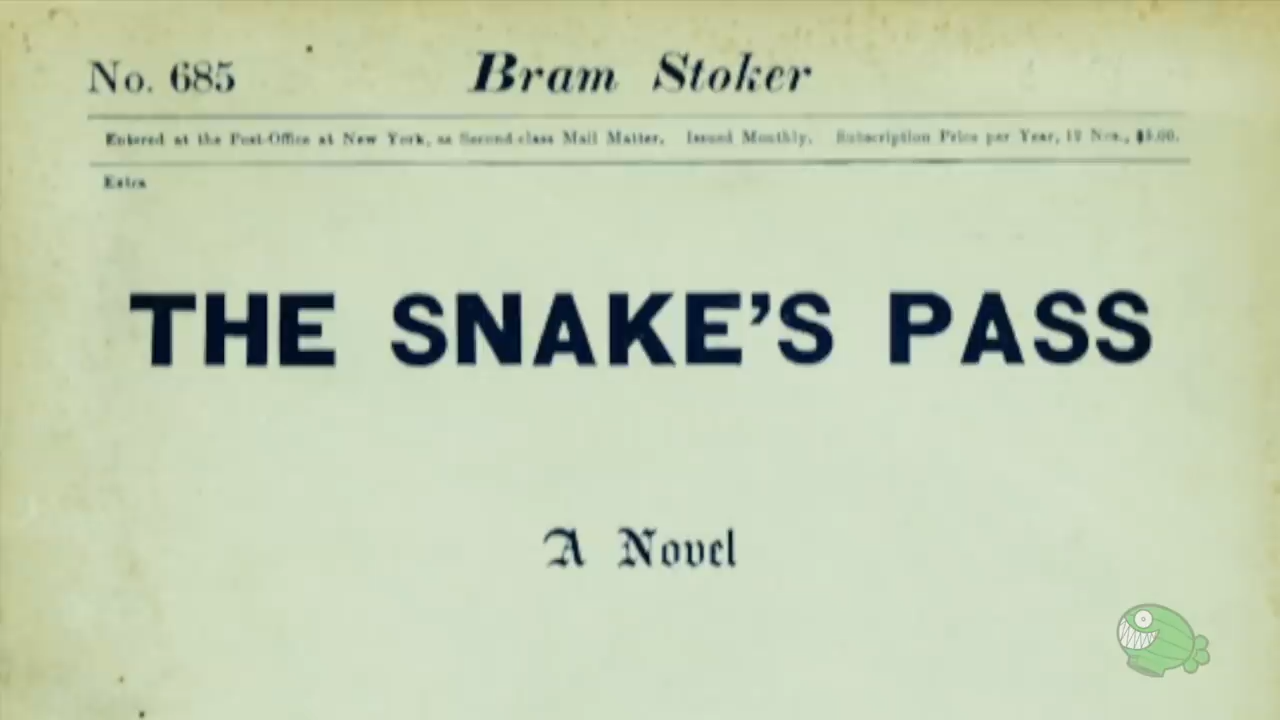 No. 685 Bram Stoker
Entered at the Post-Office at New York, as Second-class Mail Matter. Issued Monthly. Subscription Price per Year, 12 Nos., $5.00.
Extra
THE SNAKE'S PASS
A Novel